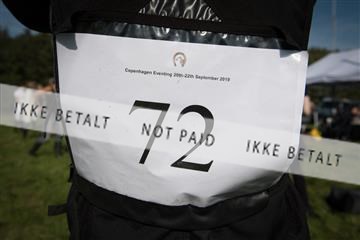 Copenhagen Eventing 20th-22th September 2019
72
IKKE BETALT NOT PAID IKKE BETALT